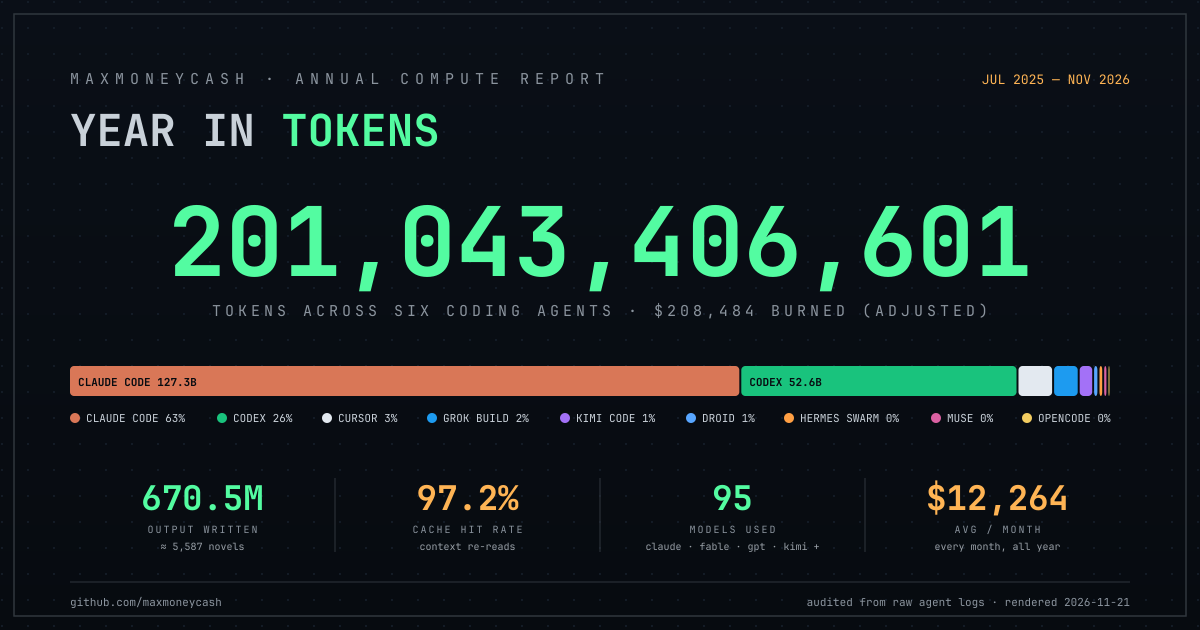 MAXMONEYCASH · ANNUAL COMPUTE REPORT
JUL 2025 — NOV 2026
YEAR IN TOKENS
201,043,406,601
TOKENS ACROSS SIX CODING AGENTS · $208,484 BURNED (ADJUSTED)
CLAUDE CODE 127.3B CODEX 52.6B
CLAUDE CODE 63% CODEX 26% CURSOR 3% GROK BUILD 2% KIMI CODE 1% DROID 1% HERMES SWARM 0% MUSE 0% OPENCODE 0%
670.5M 97.2% 95 $12,264
OUTPUT WRITTEN CACHE HIT RATE MODELS USED AVG / MONTH
≈ 5,587 novels context re-reads claude · fable · gpt · kimi + every month, all year
github.com/maxmoneycash audited from raw agent logs · rendered 2026-11-21